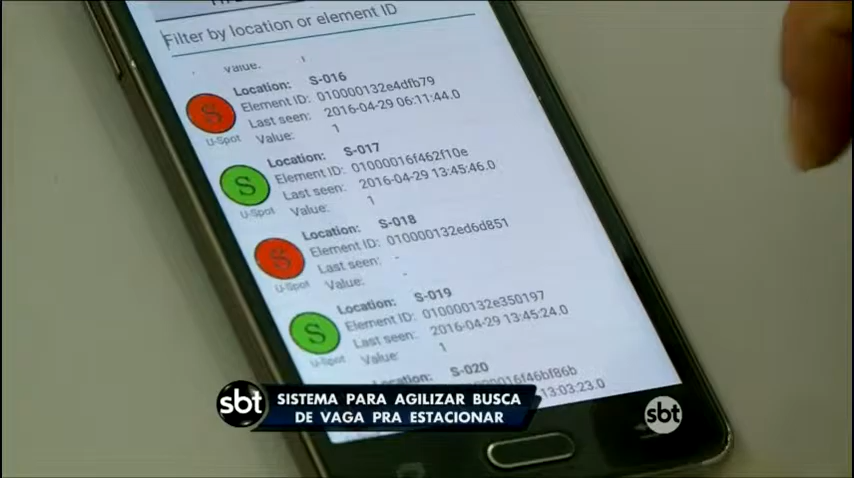 Filter by location or element ID
Value:
Location: S-016
Element ID: 010000132e4dfb79
Last seen: 2016-04-29 06:11:44.0
Value: 1
S
U-Spot
Location: S-017
Element ID: 01000016f462f10e
Last seen: 2016-04-29 13:45:46.0
Value: 1
S
U-Spot
Location: S-018
Element ID: 010000132ed6d851
Last seen: -
Value: -
S
U-Spot
Location: S-019
Element ID: 010000132e350197
Last seen: 2016-04-29 13:45:24.0
Value: 1
S
U-Spot
Location: S-020
13:03:23.0
sbt
SISTEMA PARA AGILIZAR BUSCA
DE VAGA PRA ESTACIONAR
sbt